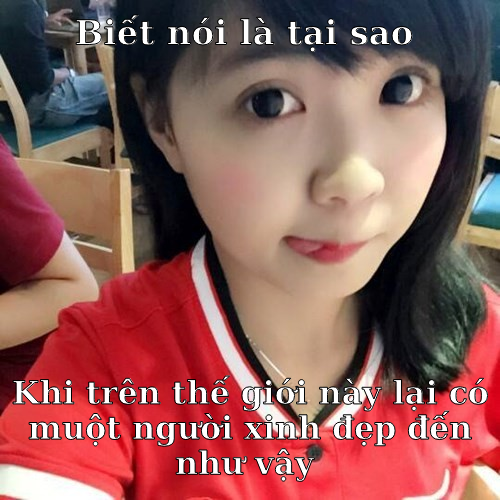 Biết nói là tại sao
Khi trên thế giới này lại có
muột người xinh đẹp đến
như vậy